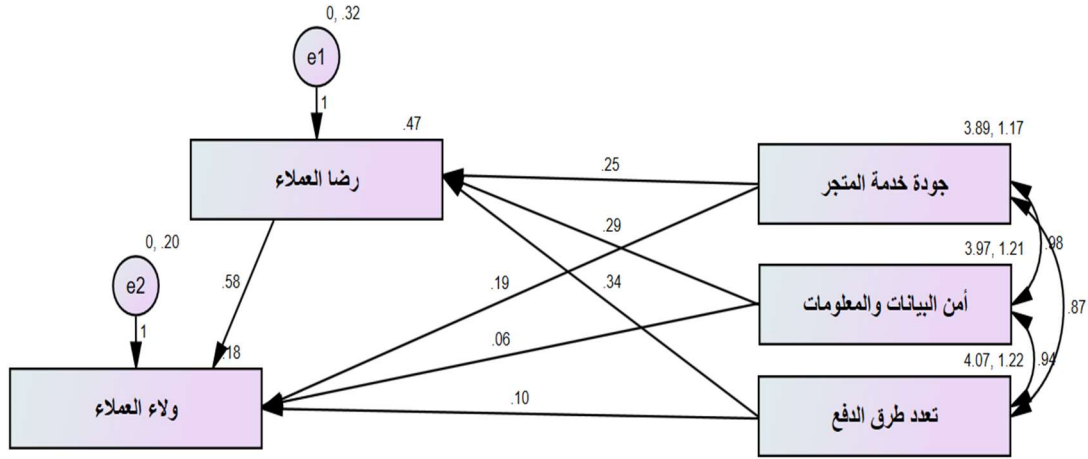 0, .32
e1
1
.47
رضا العملاء
3.89, 1.17
جودة خدمة المتجر
.25
.29
.98
3.97, 1.21
أمن البيانات والمعلومات
0, .20
e2
1
.58
.19
.34
.87
.06
.18
.94
4.07, 1.22
تعدد طرق الدفع
ولاء العملاء
.10